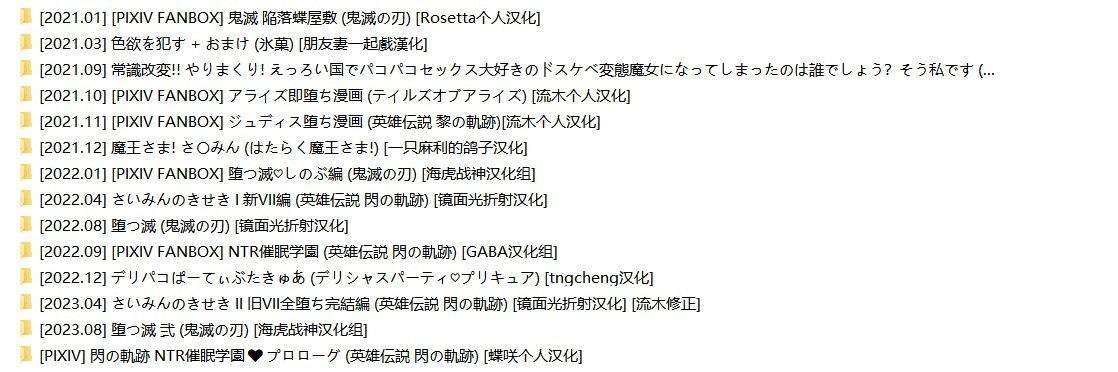 [2021.01] [PIXIV FANBOX] 鬼滅 陥落蝶屋敷 (鬼滅の刃) [Rosetta个人汉化]
[2021.03] 色欲を犯す + おまけ (氷菓) [朋友妻一起戲漢化]
[2021.09] 常識改変!! やりまくり! えっろい国でパコパコセックス大好きのドスケベ変態魔女になってしまったのは誰でしょう? そう私です (...
[2021.10] [PIXIV FANBOX] アライズ即堕ち漫画 (テイルズオブアライズ) [流木个人汉化]
[2021.11] [PIXIV FANBOX] ジュディス堕ち漫画 (英雄伝説 黎の軌跡)[流木个人汉化]
[2021.12] 魔王さま! さ〇みん (はたらく魔王さま!) [一只麻利的鸽子汉化]
[2022.01] [PIXIV FANBOX] 堕つ滅♡しのぶ編 (鬼滅の刃) [海虎战神汉化组]
[2022.04] さいみんのきせき I 新VII編 (英雄伝説 閃の軌跡) [镜面光折射汉化]
[2022.08] 堕つ滅 (鬼滅の刃) [镜面光折射汉化]
[2022.09] [PIXIV FANBOX] NTR催眠学園 (英雄伝説 閃の軌跡) [GABA汉化组]
[2022.12] デリパコぱーてぃぷたきゅあ (デリシャスパーティ♡プリキュア) [tngcheng汉化]
[2023.04] さいみんのきせき II 旧VII全堕ち完結編 (英雄伝説 閃の軌跡) [镜面光折射汉化] [流木修正]
[2023.08] 堕つ滅 弐 (鬼滅の刃) [海虎战神汉化组]
[PIXIV] 閃の軌跡 NTR催眠学園♥プロローグ (英雄伝説 閃の軌跡) [蝶咲个人汉化]